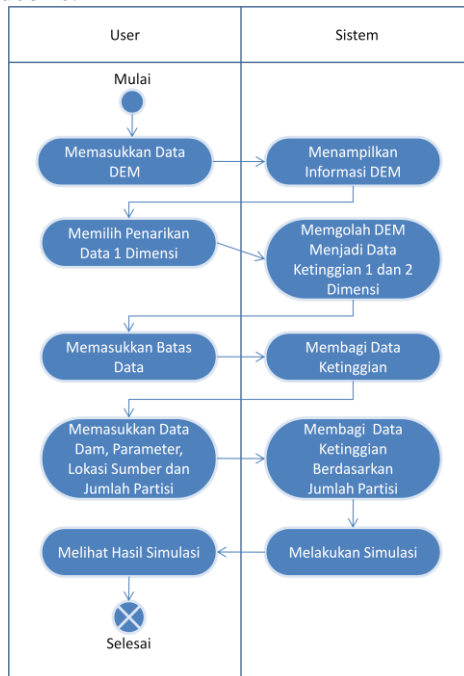 User
Sistem
Mulai
Memasukkan Data
DEM
Menampilkan
Informasi DEM
Memilih Penarikan
Data 1 Dimensi
Memgolah DEM
Menjadi Data
Ketinggian 1 dan 2
Dimensi
Memasukkan Batas
Data
Membagi Data
Ketinggian
Memasukkan Data
Dam, Parameter,
Lokasi Sumber dan
Jumlah Partisi
Membagi Data
Ketinggian
Berdasarkan
Jumlah Partisi
Melihat Hasil Simulasi
Melakukan Simulasi
Selesai